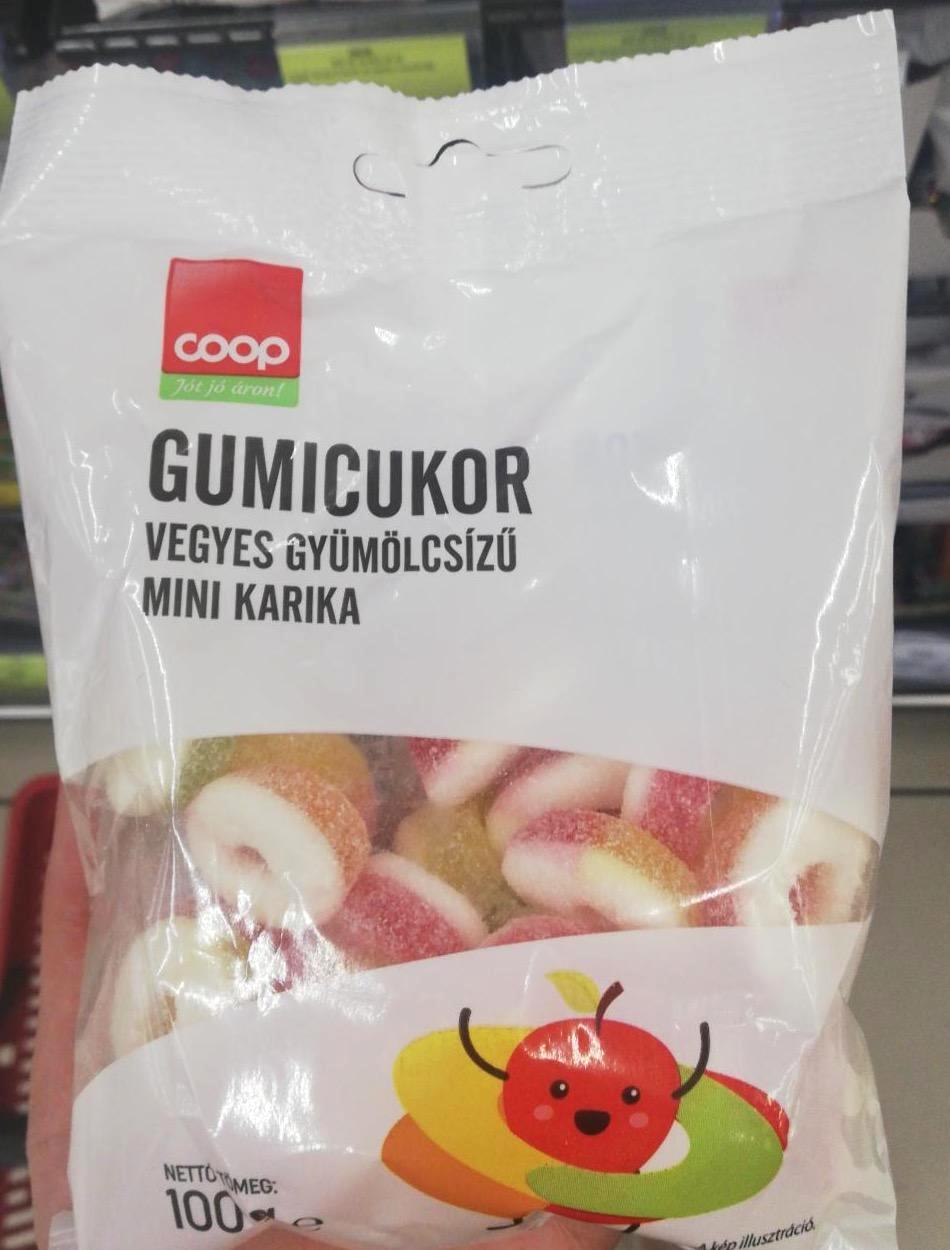 coop
Jót jó áron!
GUMICUKOR
VEGYES GYÜMÖLCSÍZŰ
MINI KARIKA
NETTÓ TÖMEG:
100 g e
A kép illusztráció.